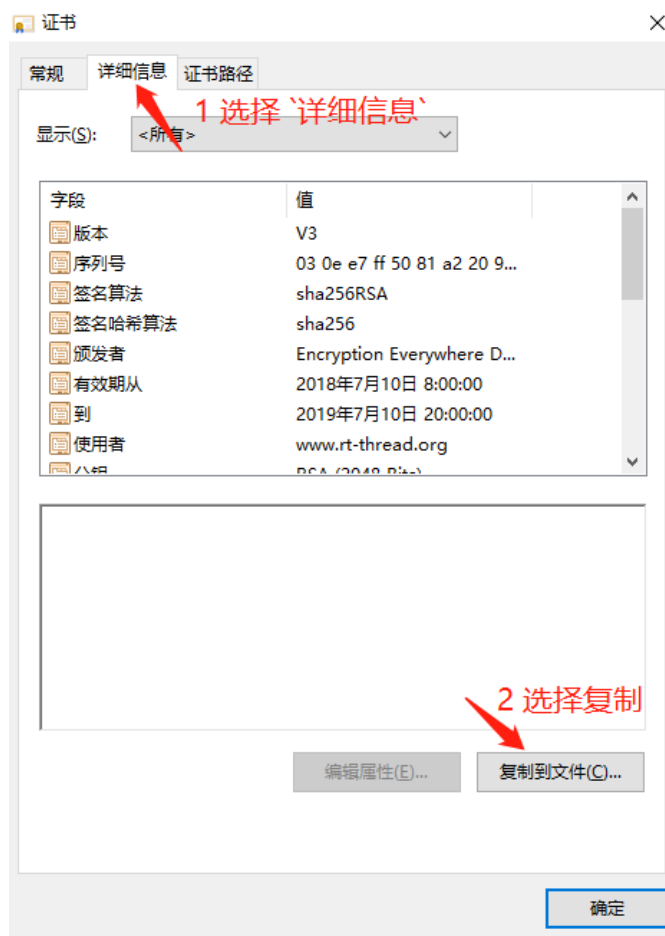 证书
常规 详细信息 证书路径
1 选择 `详细信息`
显示(S): <所有>
字段 值
版本 V3
序列号 03 0e e7 ff 50 81 a2 20 9...
签名算法 sha256RSA
签名哈希算法 sha256
颁发者 Encryption Everywhere D...
有效期从 2018年7月10日 8:00:00
到 2019年7月10日 20:00:00
使用者 www.rt-thread.org
公钥 RSA (2048 Bits)
2 选择复制
编辑属性(E)... 复制到文件(C)...
确定